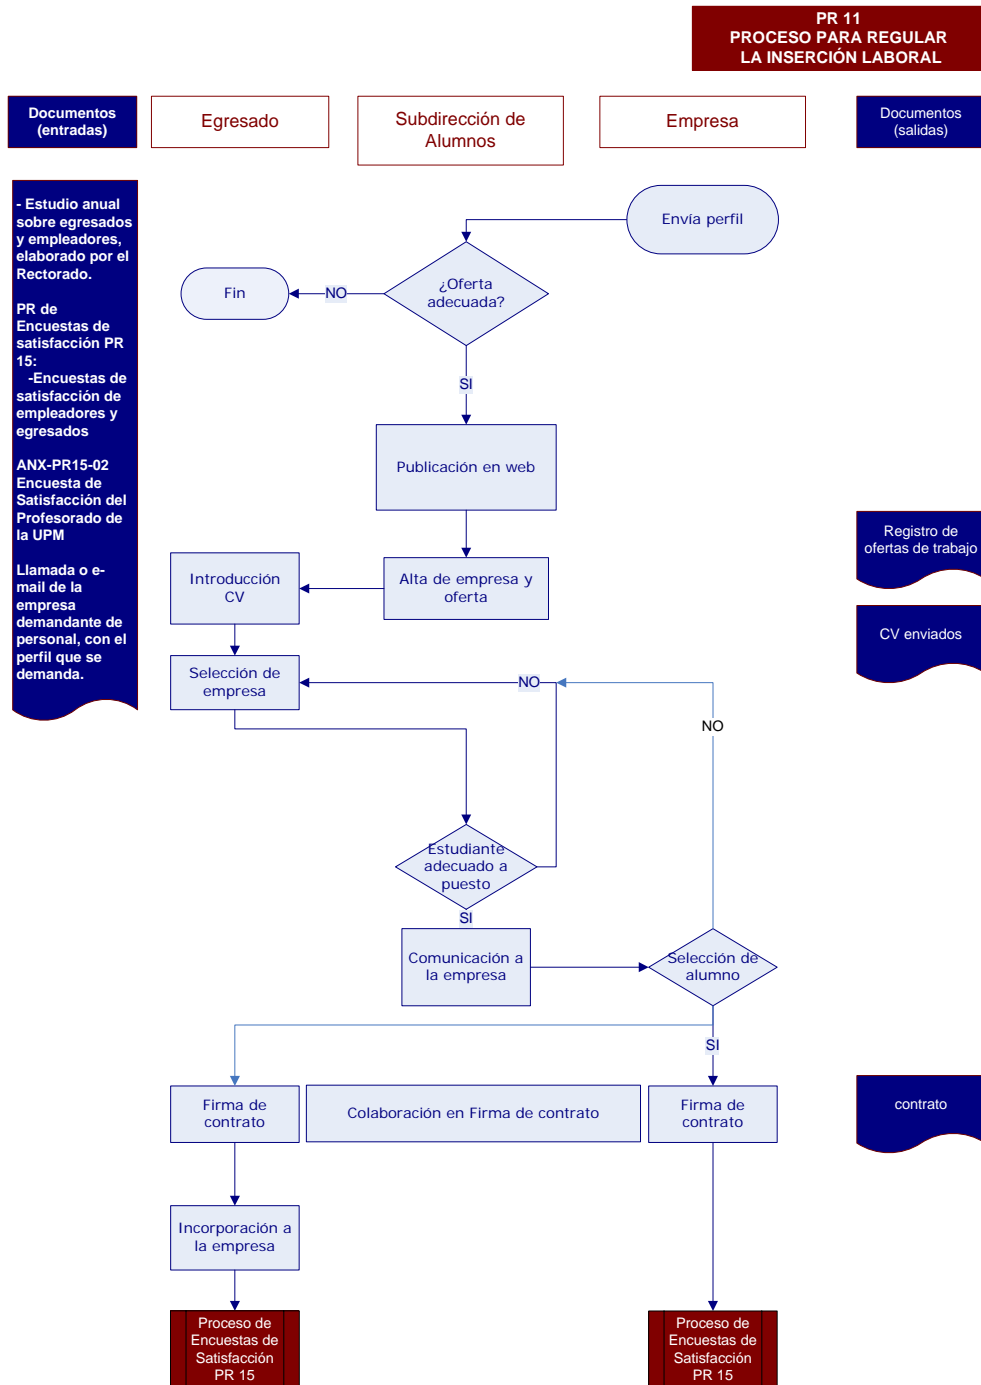 PR 11
PROCESO PARA REGULAR
LA INSERCIÓN LABORAL
Documentos
(entradas)
Egresado
Subdirección de
Alumnos
Empresa
Documentos
(salidas)
- Estudio anual
sobre egresados
y empleadores,
elaborado por el
Rectorado.
PR de
Encuestas de
satisfacción PR
15:
-Encuestas de
satisfacción de
empleadores y
egresados
ANX-PR15-02
Encuesta de
Satisfacción del
Profesorado de
la UPM
Llamada o e-
mail de la
empresa
demandante de
personal, con el
perfil que se
demanda.
Envía perfil
¿Oferta
adecuada?
NO
Fin
SI
Publicación en web
Alta de empresa y
oferta
Introducción
CV
Registro de
ofertas de trabajo
CV enviados
Selección de
empresa
NO
NO
Estudiante
adecuado a
puesto
SI
Comunicación a
la empresa
Selección de
alumno
SI
Firma de
contrato
Colaboración en Firma de contrato
Firma de
contrato
contrato
Incorporación a
la empresa
Proceso de
Encuestas de
Satisfacción
PR 15
Proceso de
Encuestas de
Satisfacción
PR 15